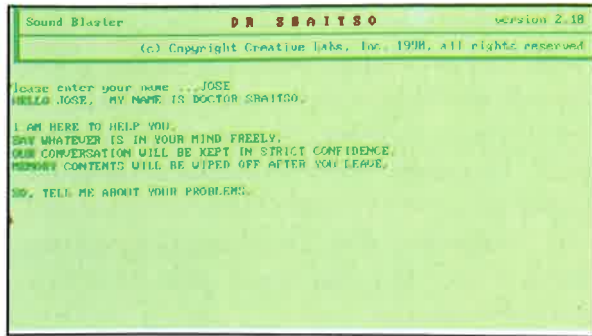 Sound Blaster DR SBAITSO version 2.10
(c) Copyright Creative Labs, Inc. 1990, all rights reserved
lease enter your name ...JOSE
HELLO JOSE, MY NAME IS DOCTOR SBAITSO.
I AM HERE TO HELP YOU.
SAY WHATEVER IS IN YOUR MIND FREELY,
OUR CONVERSATION WILL BE KEPT IN STRICT CONFIDENCE.
MEMORY CONTENTS WILL BE WIPED OFF AFTER YOU LEAVE,
SO, TELL ME ABOUT YOUR PROBLEMS.